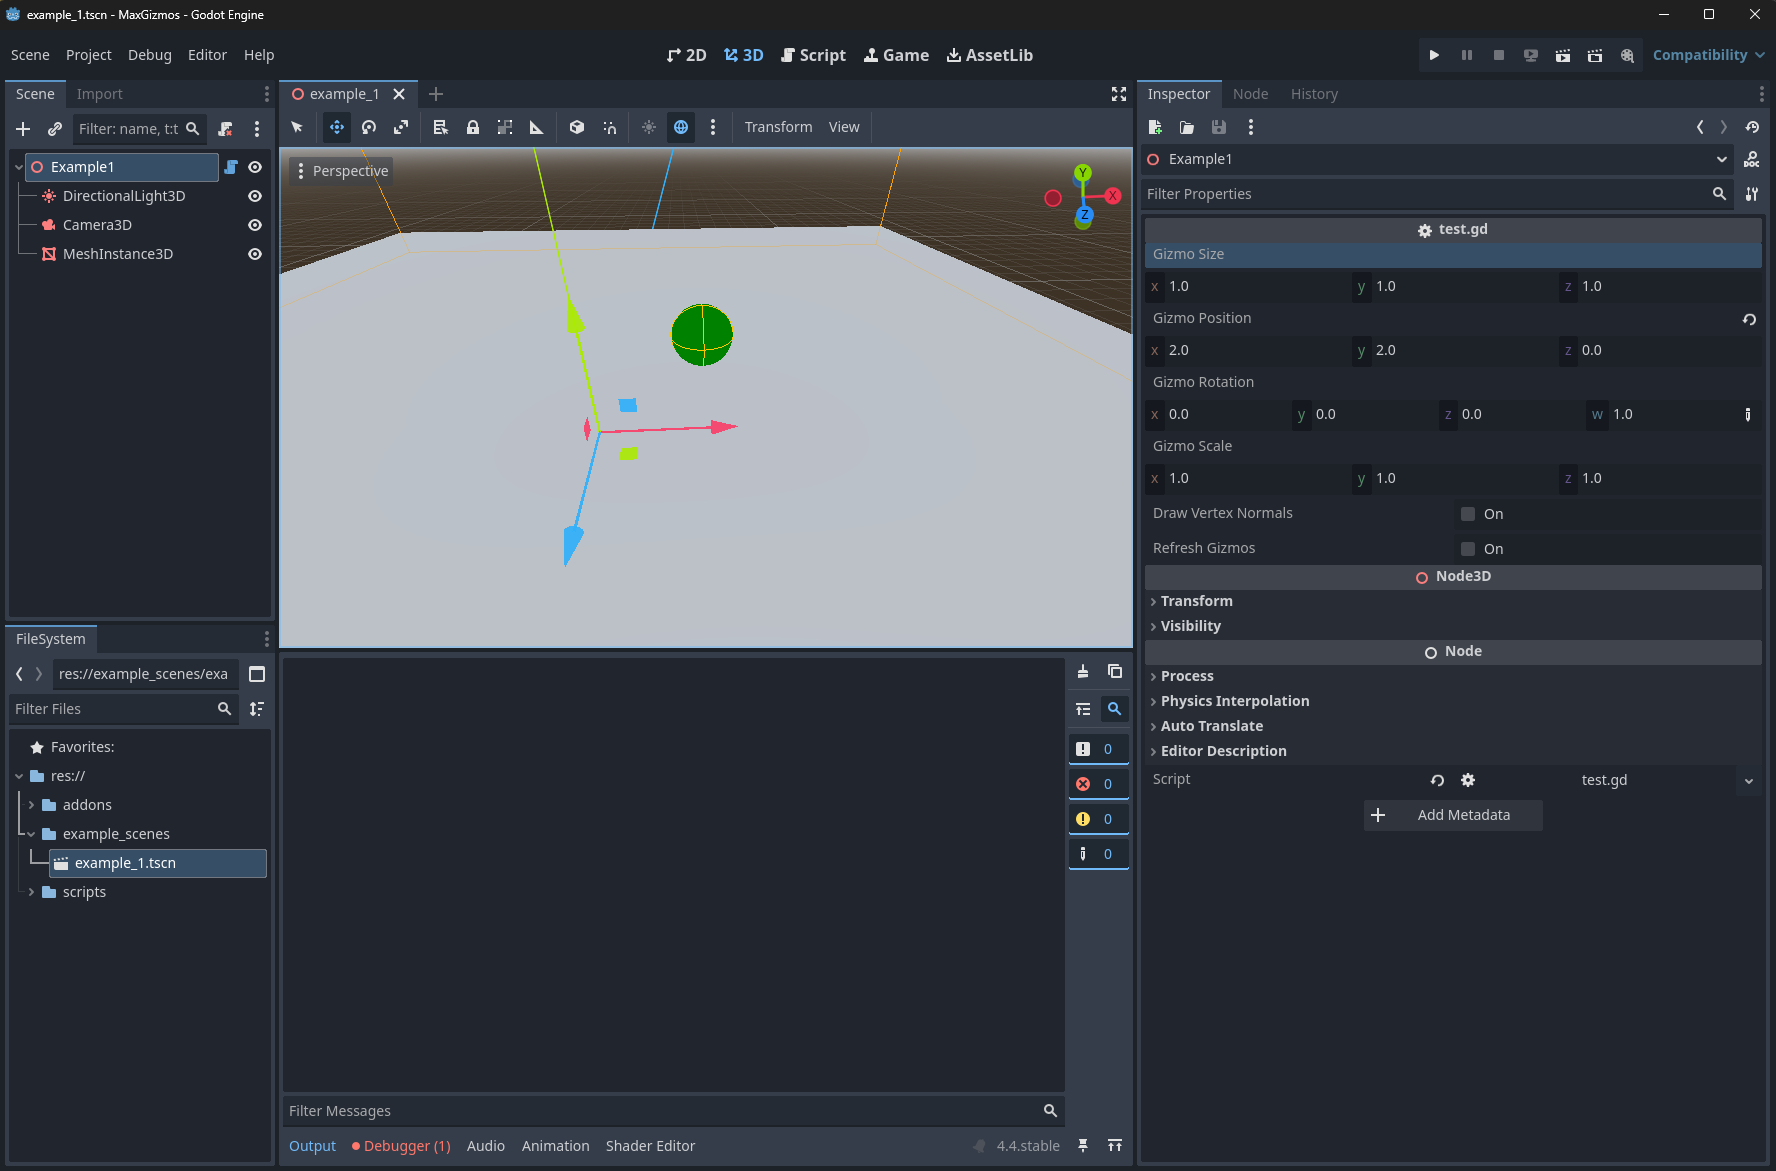 example_1.tscn - MaxGizmos - Godot Engine
Scene Project Debug Editor Help
2D 3D Script Game AssetLib
Compatibility
Scene Import
Filter: name, t:t
Example1
DirectionalLight3D
Camera3D
MeshInstance3D
FileSystem
res://example_scenes/exa
Filter Files
Favorites:
res://
addons
example_scenes
example_1.tscn
scripts
example_1
Transform View
Perspective
Y
X
Z
0
0
0
0
Filter Messages
Output Debugger (1) Audio Animation Shader Editor
4.4.stable
Inspector Node History
Example1
Filter Properties
test.gd
Gizmo Size
x 1.0 y 1.0 z 1.0
Gizmo Position
x 2.0 y 2.0 z 0.0
Gizmo Rotation
x 0.0 y 0.0 z 0.0 w 1.0
Gizmo Scale
x 1.0 y 1.0 z 1.0
Draw Vertex Normals On
Refresh Gizmos On
Node3D
Transform
Visibility
Node
Process
Physics Interpolation
Auto Translate
Editor Description
Script test.gd
Add Metadata